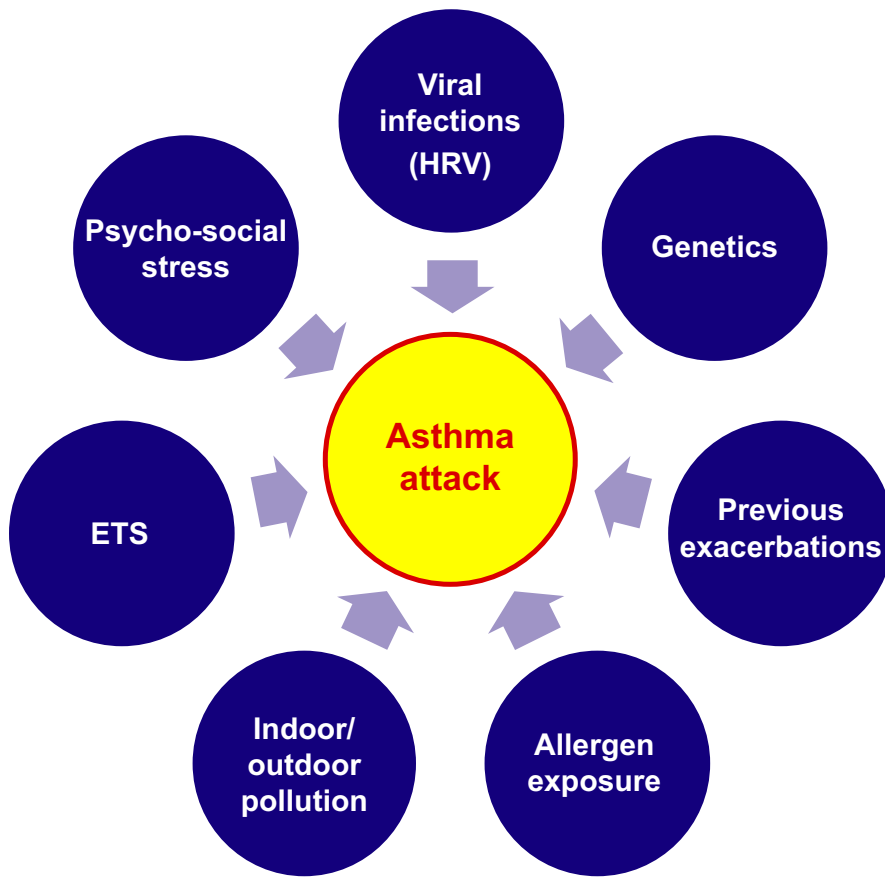 Viral
infections
(HRV)
Genetics
Previous
exacerbations
Allergen
exposure
Indoor/
outdoor
pollution
ETS
Psycho-social
stress
Asthma
attack